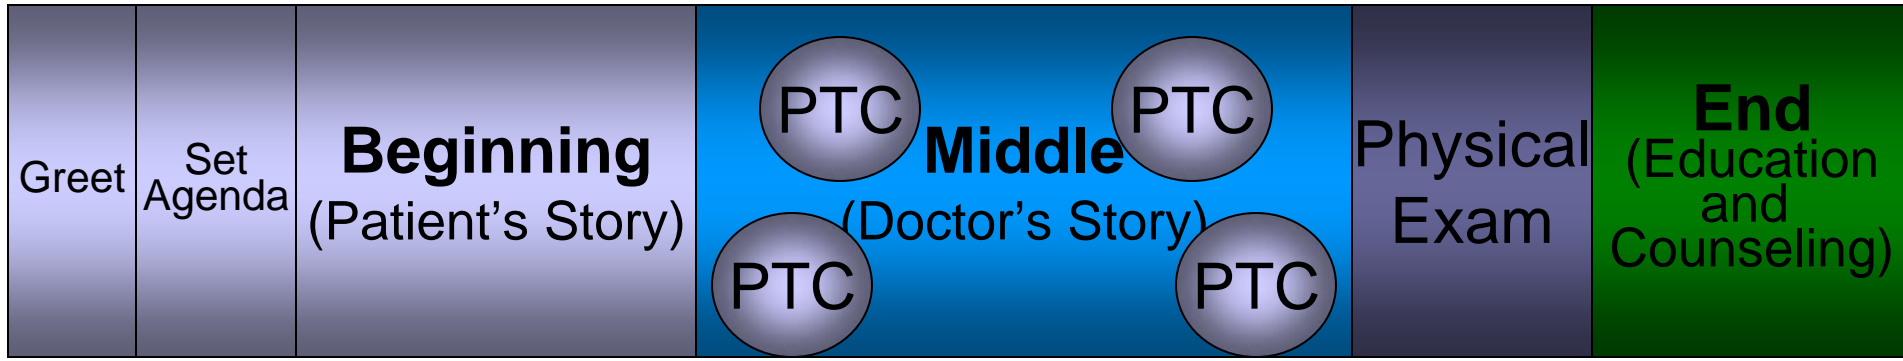 Greet
Set
Agenda
Beginning
(Patient’s Story)
PTC
PTC
Middle
(Doctor’s Story)
PTC
PTC
Physical
Exam
End
(Education
and
Counseling)